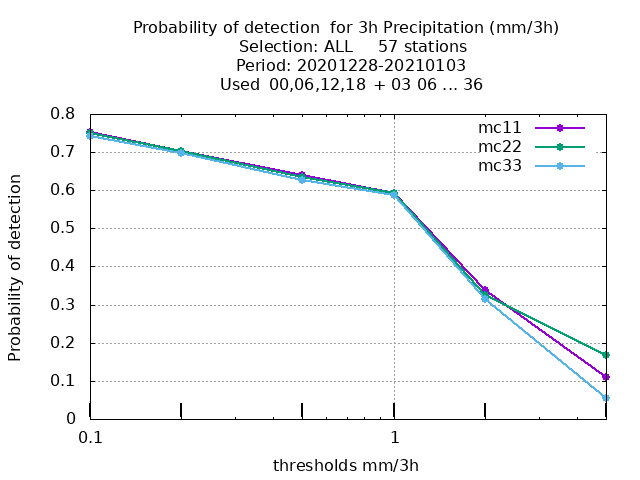 Probability of detection  for 3h Precipitation (mm/3h)
Selection: ALL     57 stations
Period: 20201228-20210103
Used  00,06,12,18  + 03 06 ... 36
mc11
mc22
mc33
Probability of detection
0.8
0.7
0.6
0.5
0.4
0.3
0.2
0.1
0
0.1 1
thresholds mm/3h